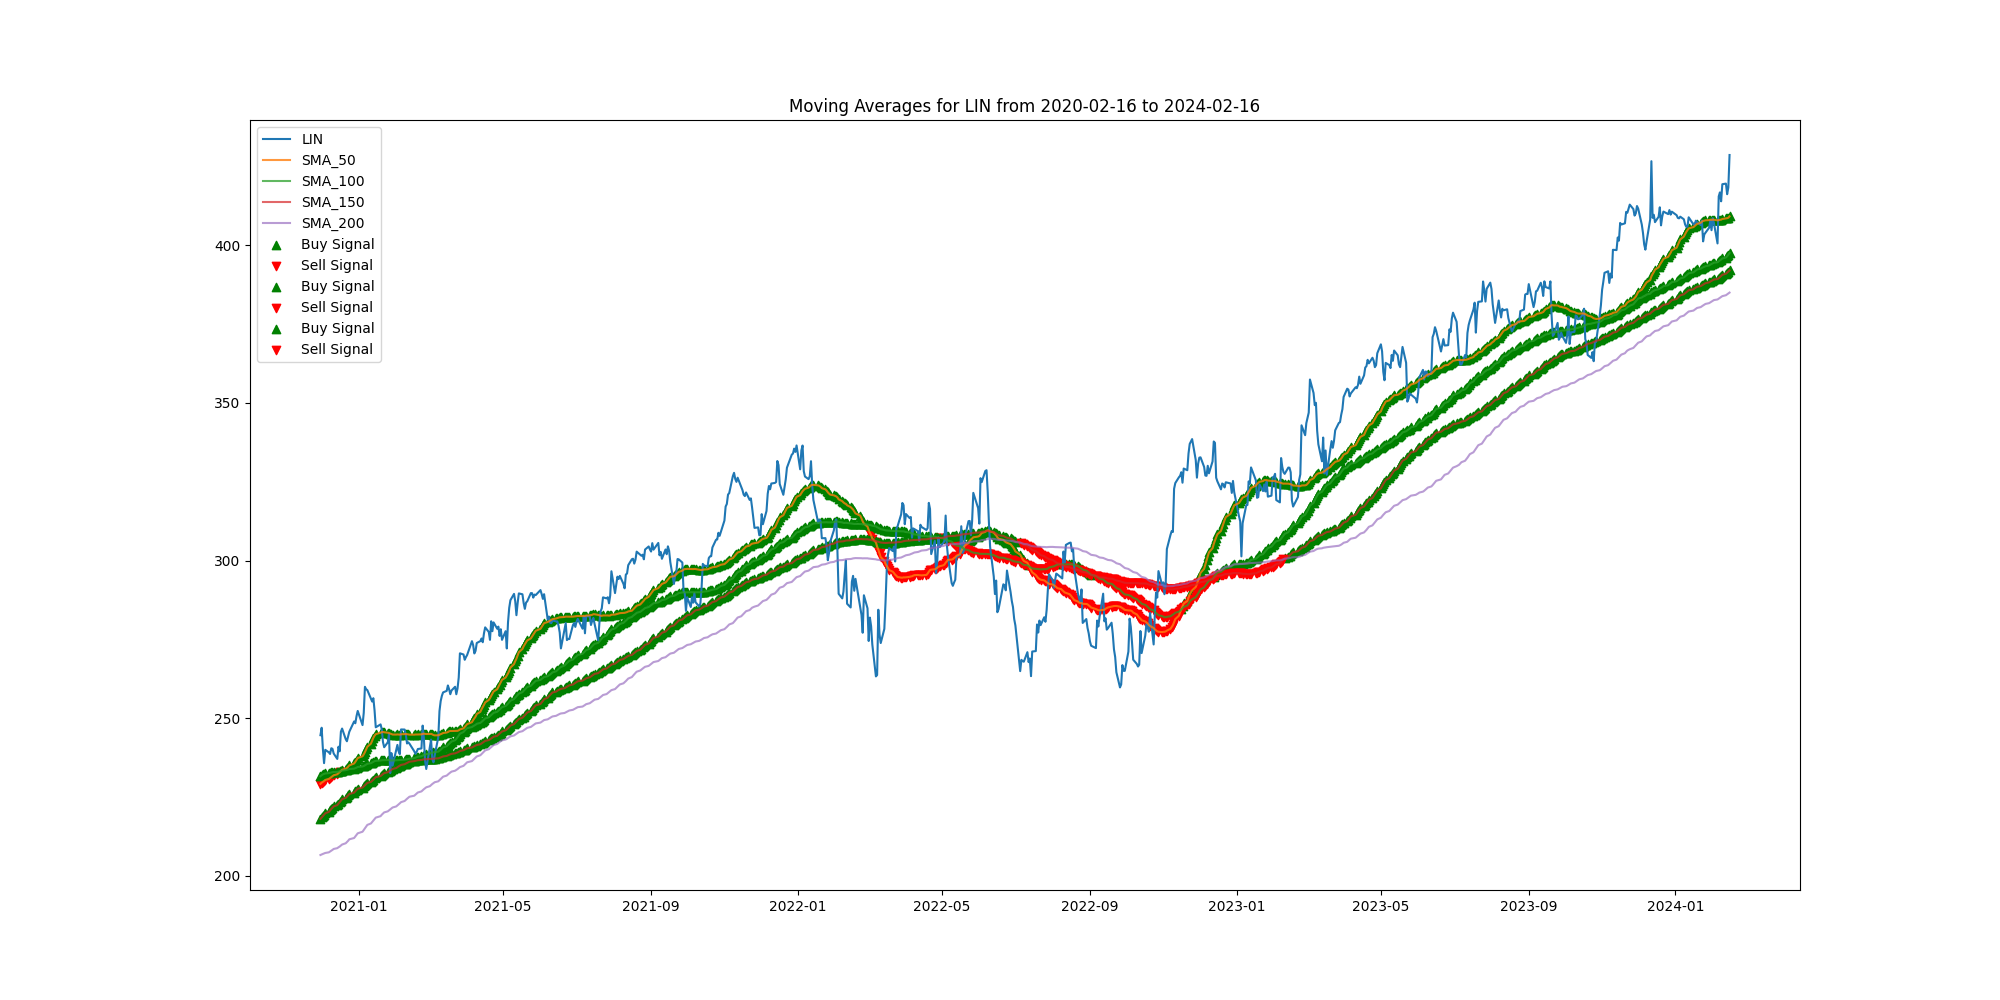 Moving Averages for LIN from 2020-02-16 to 2024-02-16
LIN
SMA_50
SMA_100
SMA_150
SMA_200
Buy Signal
Sell Signal
Buy Signal
Sell Signal
Buy Signal
Sell Signal
400
350
300
250
200
2021-01 2021-05 2021-09 2022-01 2022-05 2022-09 2023-01 2023-05 2023-09 2024-01